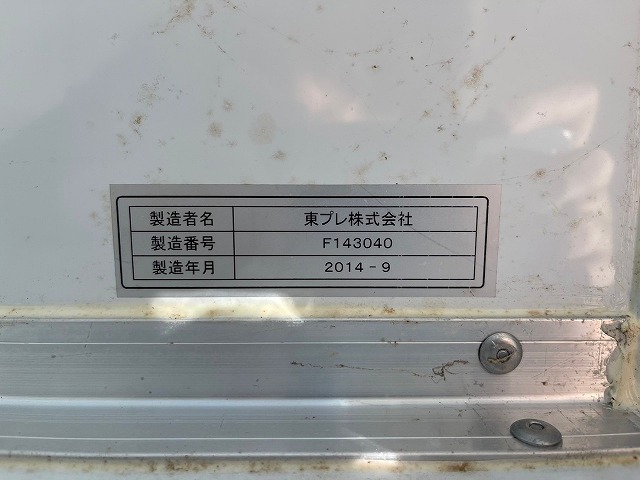 製造者名 東プレ株式会社
製造番号 F143040
製造年月 2014-9